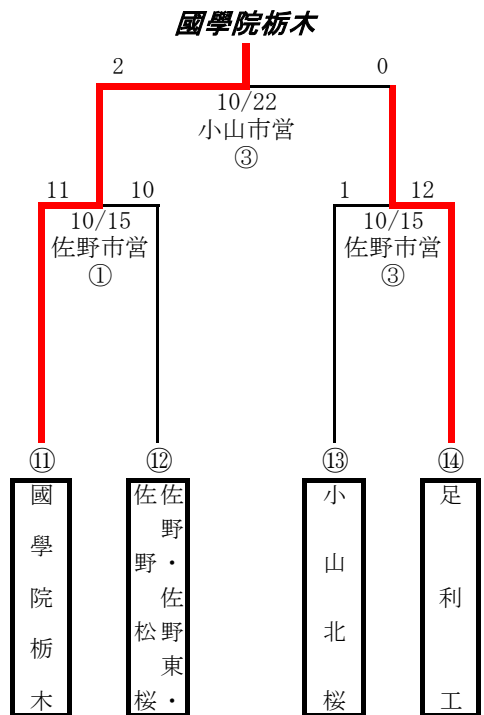 國學院栃木
2
0
10/22
小山市営
③
11
10
1
12
10/15
佐野市営
①
10/15
佐野市営
③
⑪
⑫
⑬
⑭
國學院栃木
佐野・佐野東・
佐野松桜
小山北桜
足利工